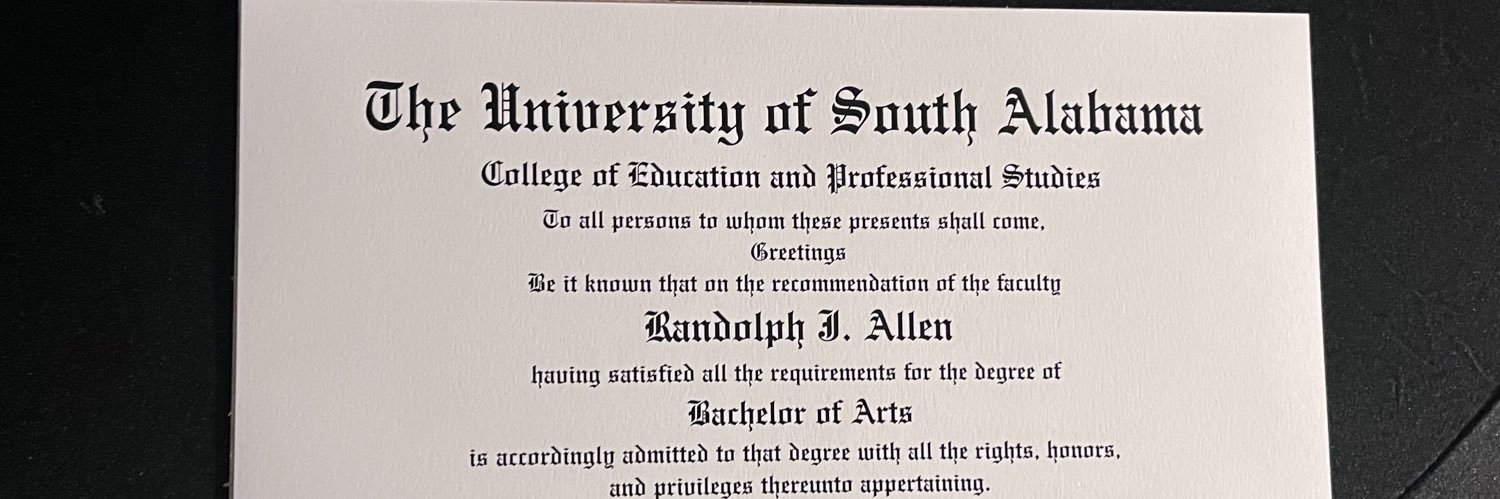 The University of South Alabama
College of Education and Professional Studies
To all persons to whom these presents shall come,
Greetings
Be it known that on the recommendation of the faculty
Randolph J. Allen
having satisfied all the requirements for the degree of
Bachelor of Arts
is accordingly admitted to that degree with all the rights, honors,
and privileges thereunto appertaining.